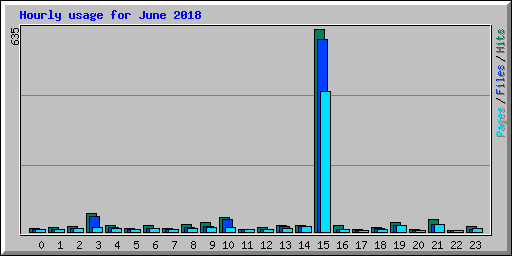 Hourly usage for June 2018
635
Pages/Files/Hits
0 1 2 3 4 5 6 7 8 9 10 11 12 13 14 15 16 17 18 19 20 21 22 23